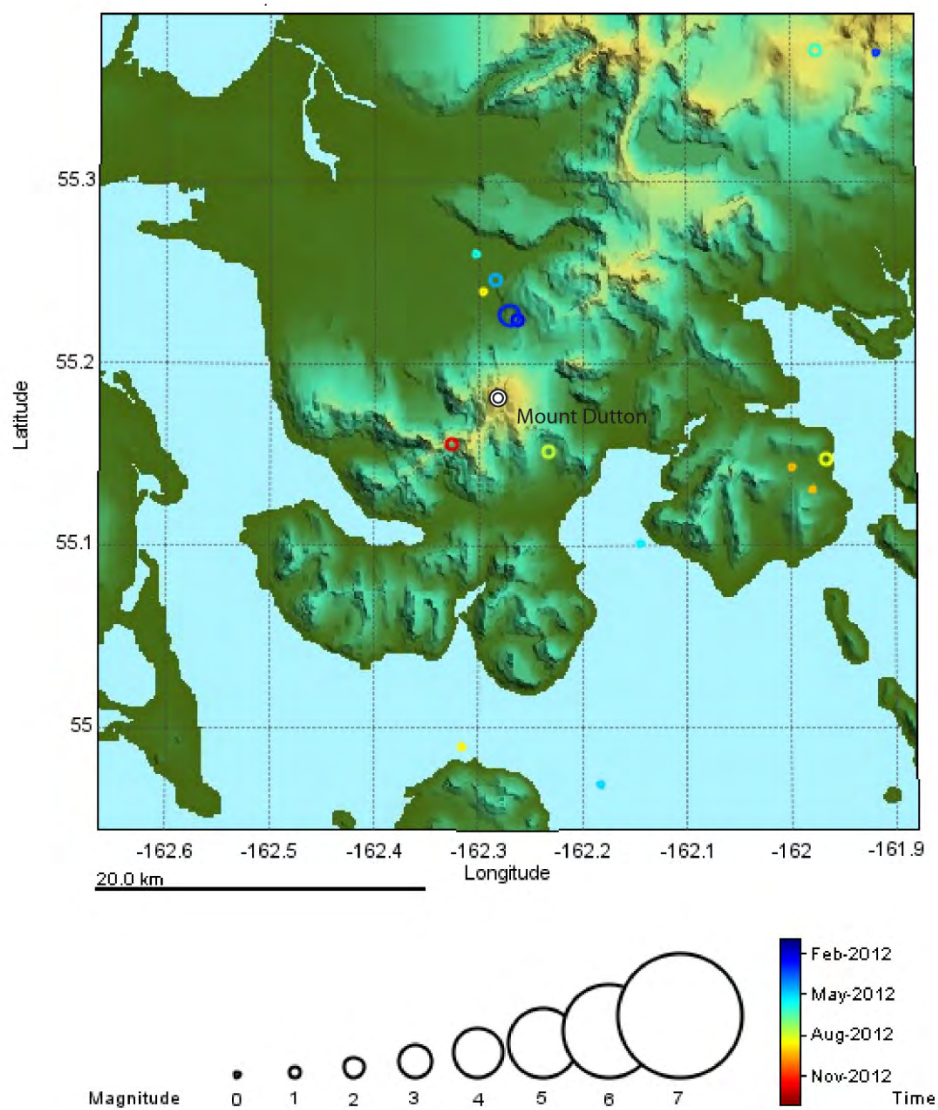 55.3
55.2
55.1
55
Latitude
Mount Dutton
-162.6 -162.5 -162.4 -162.3 -162.2 -162.1 -162 -161.9
Longitude
20.0 km
Feb-2012
May-2012
Aug-2012
Nov-2012
Magnitude 0 1 2 3 4 5 6 7 Time